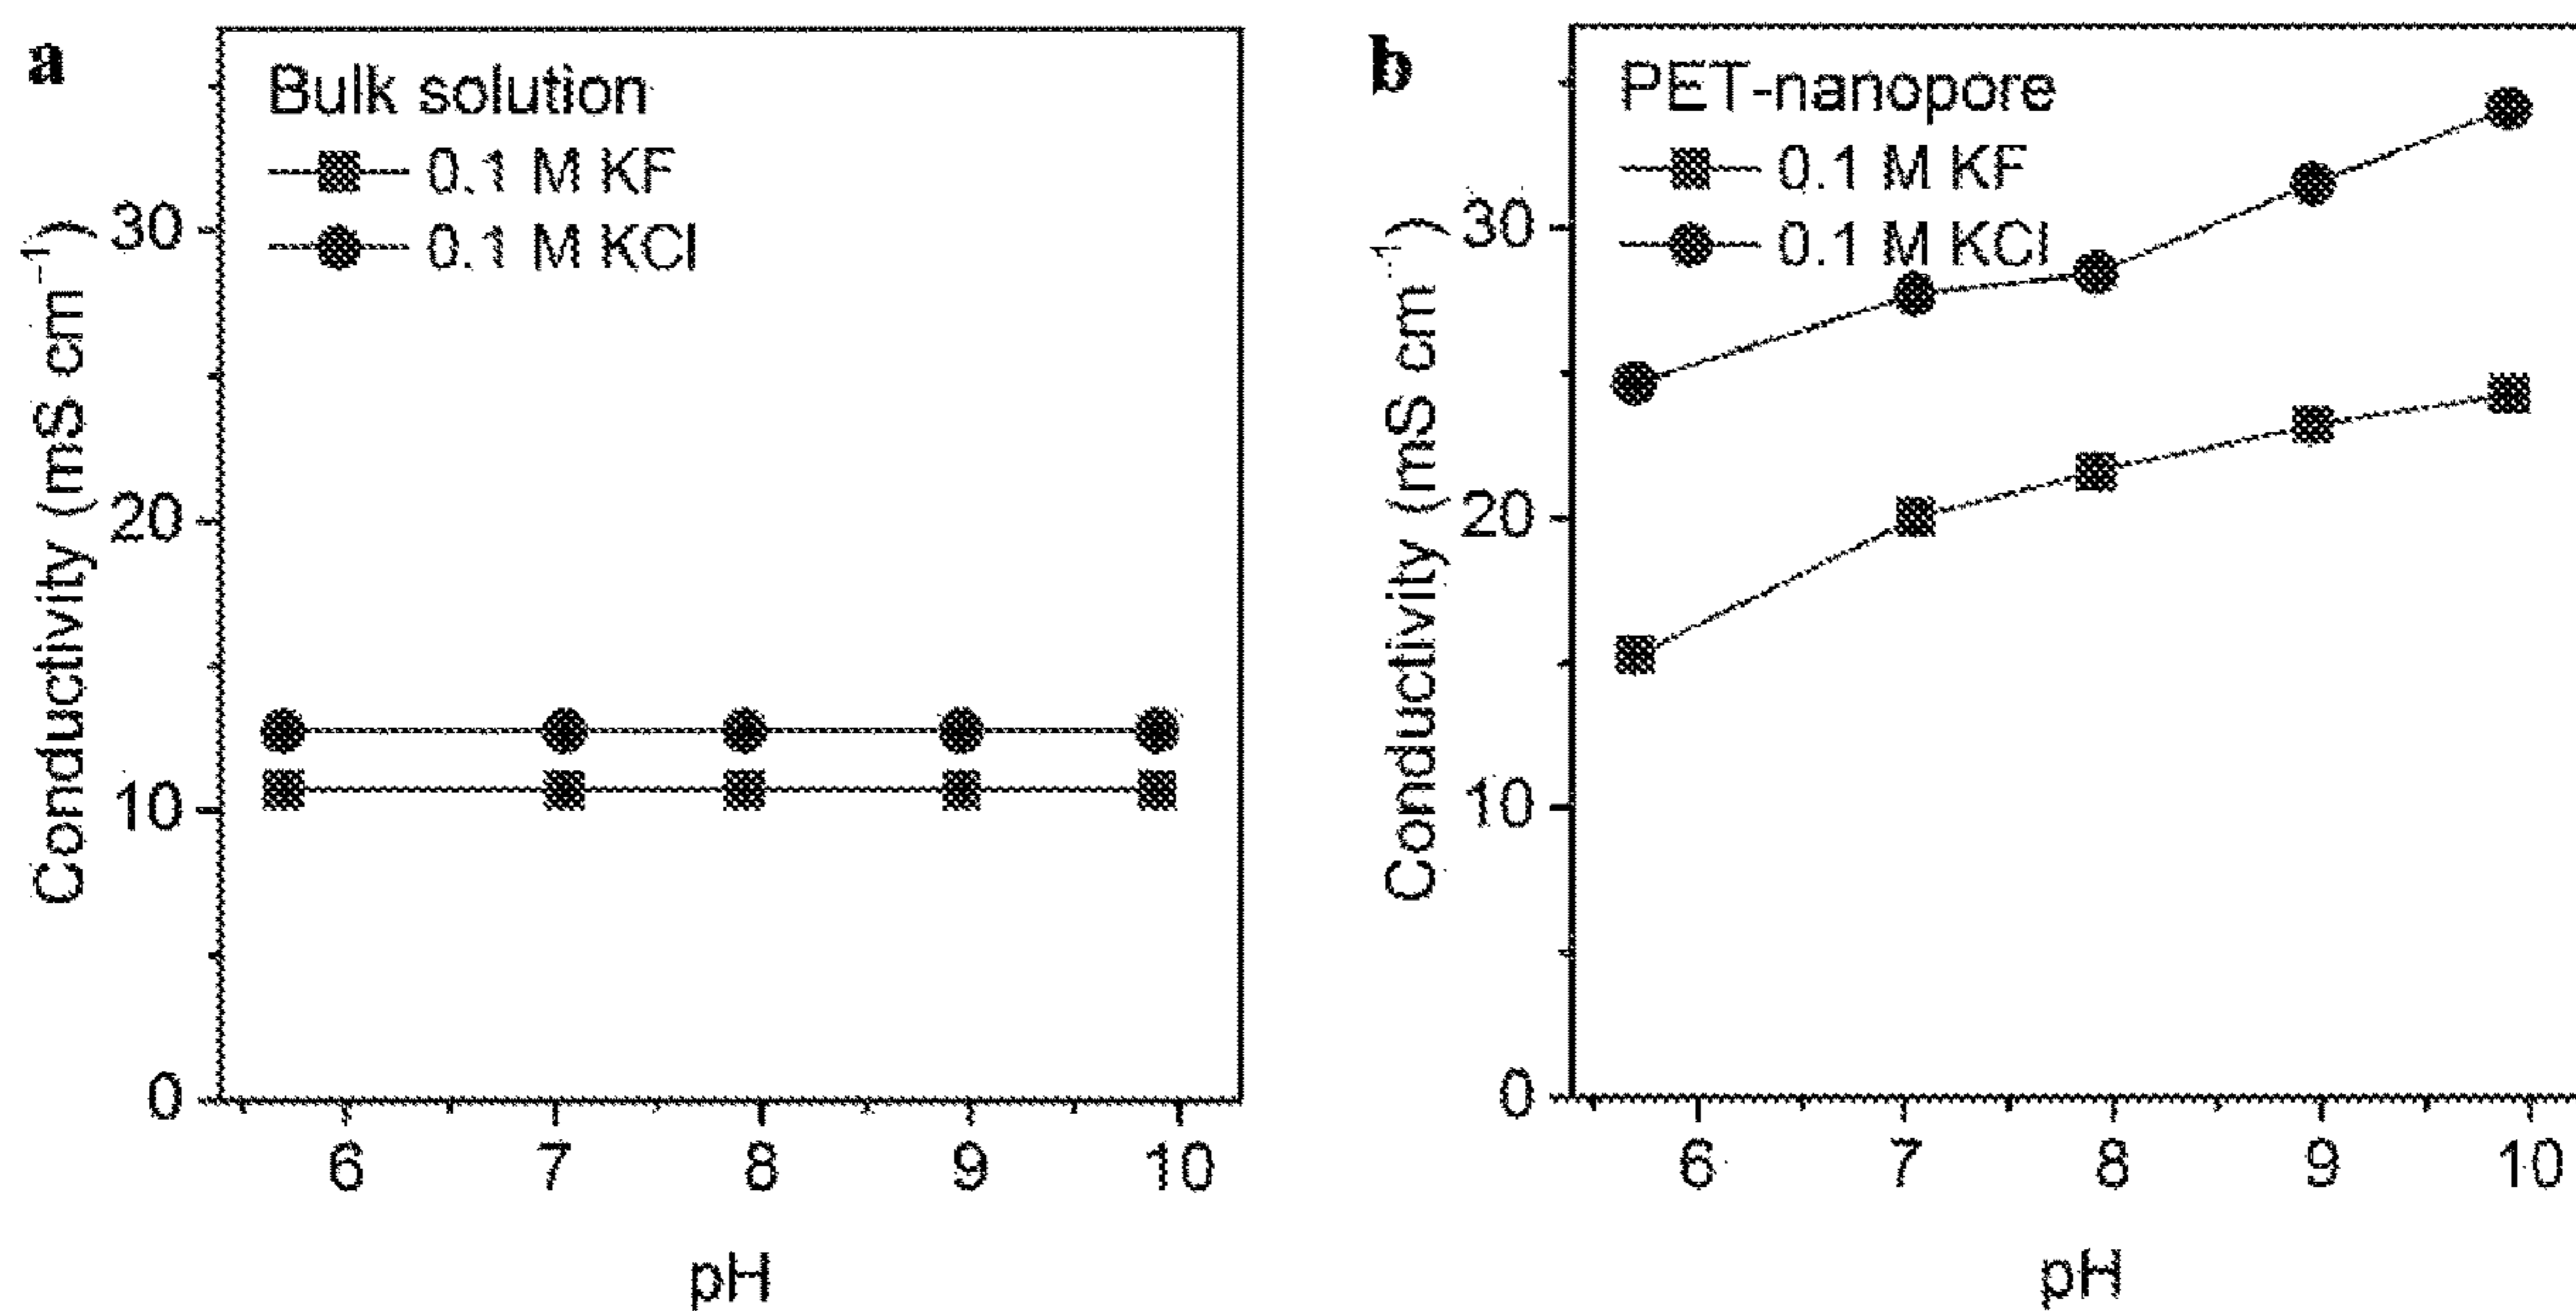 a
Bulk solution
0.1 M KF
0.1 M KCl
Conductivity (mS cm⁻¹)
30
20
10
0
6 7 8 9 10
pH
b
PET-nanopore
0.1 M KF
0.1 M KCl
Conductivity (mS cm⁻¹)
30
20
10
0
6 7 8 9 10
pH